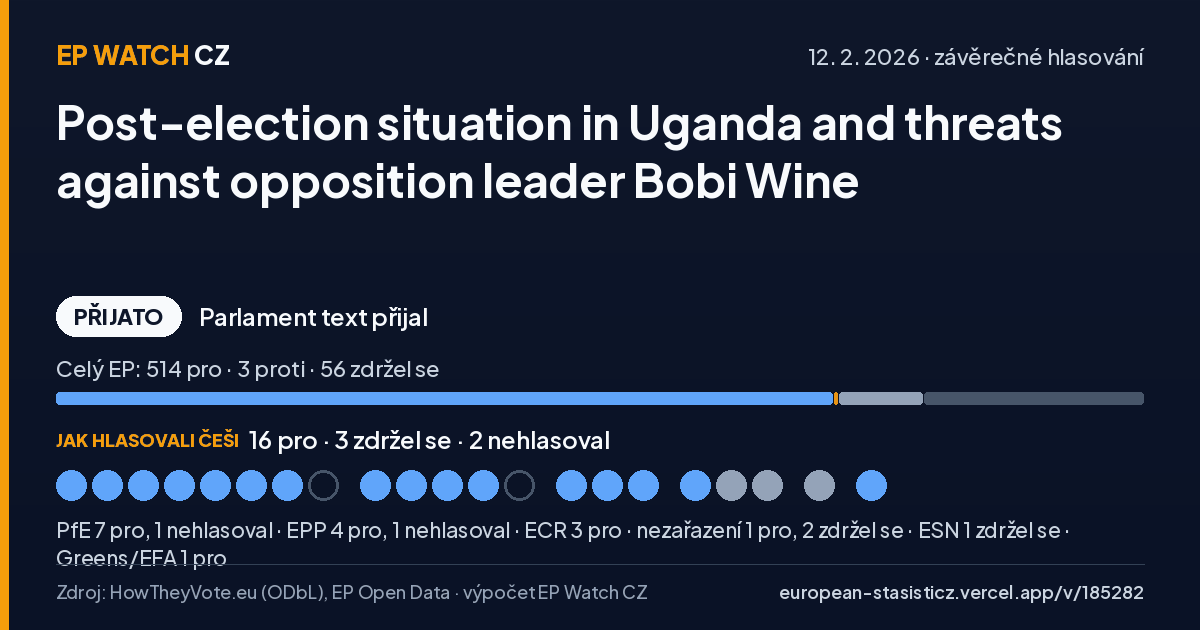 EP WATCH CZ
12. 2. 2026 · závěrečné hlasování
Post-election situation in Uganda and threats
against opposition leader Bobi Wine
PŘIJATO Parlament text přijal
Celý EP: 514 pro · 3 proti · 56 zdržel se
JAK HLASOVALI ČEŠI 16 pro · 3 zdržel se · 2 nehlasoval
PfE 7 pro, 1 nehlasoval · EPP 4 pro, 1 nehlasoval · ECR 3 pro · nezařazení 1 pro, 2 zdržel se · ESN 1 zdržel se ·
Greens/EFA 1 pro
Zdroj: HowTheyVote.eu (ODbL), EP Open Data · výpočet EP Watch CZ
european-stasisticz.vercel.app/v/185282